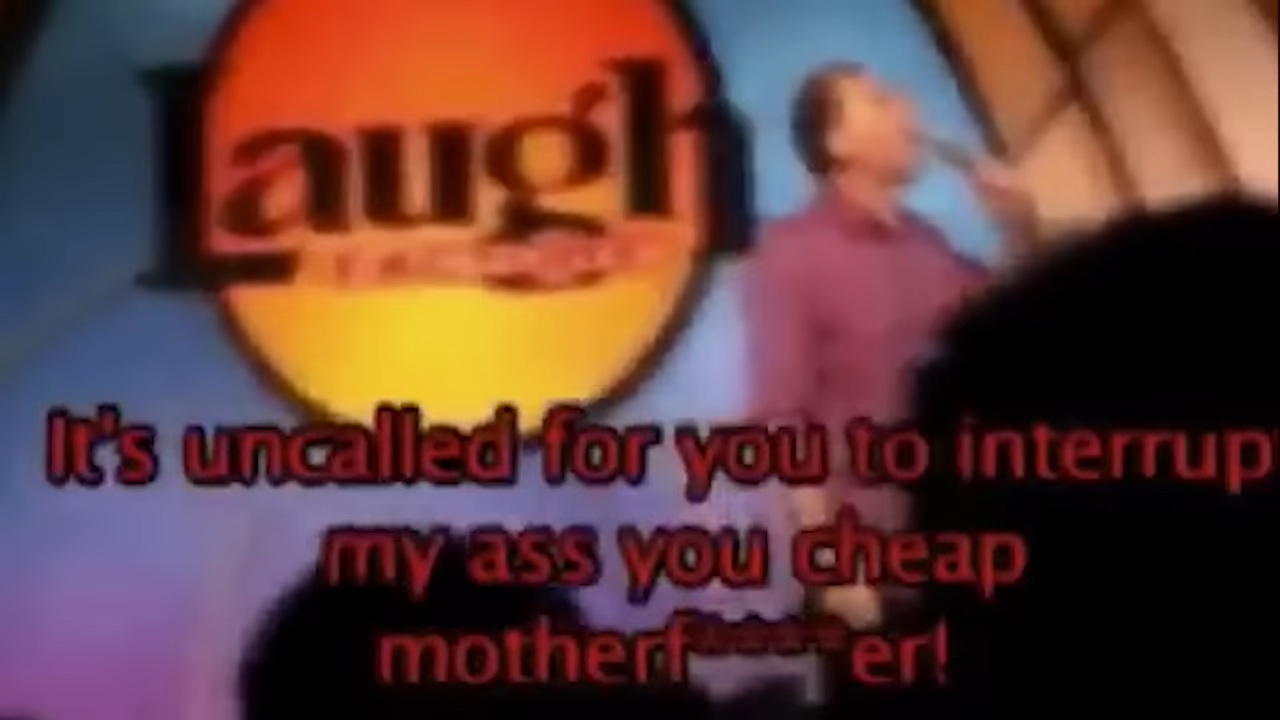 Laugh
It's uncalled for you to interrup
my ass you cheap
motherf******er!